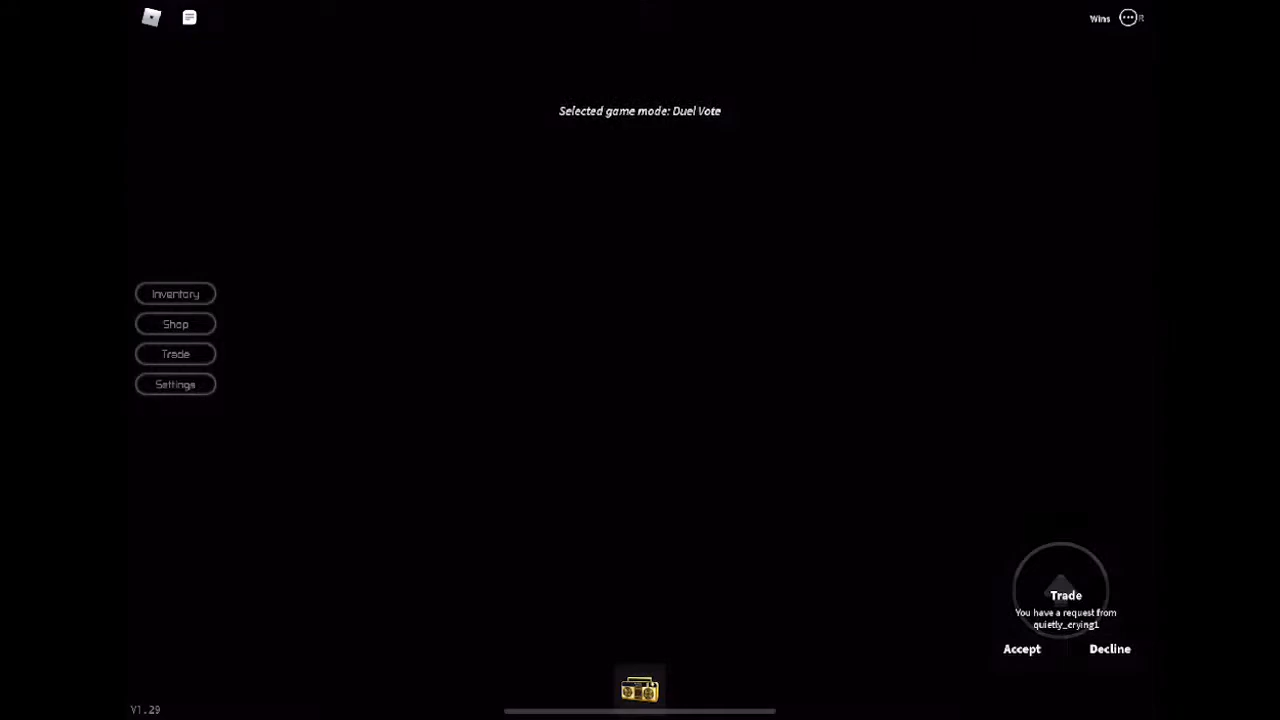 Wins
Selected game mode: Duel Vote
Inventory
Shop
Trade
Settings
Trade
You have a request from
quietly_crying1
Accept
Decline
V1.29